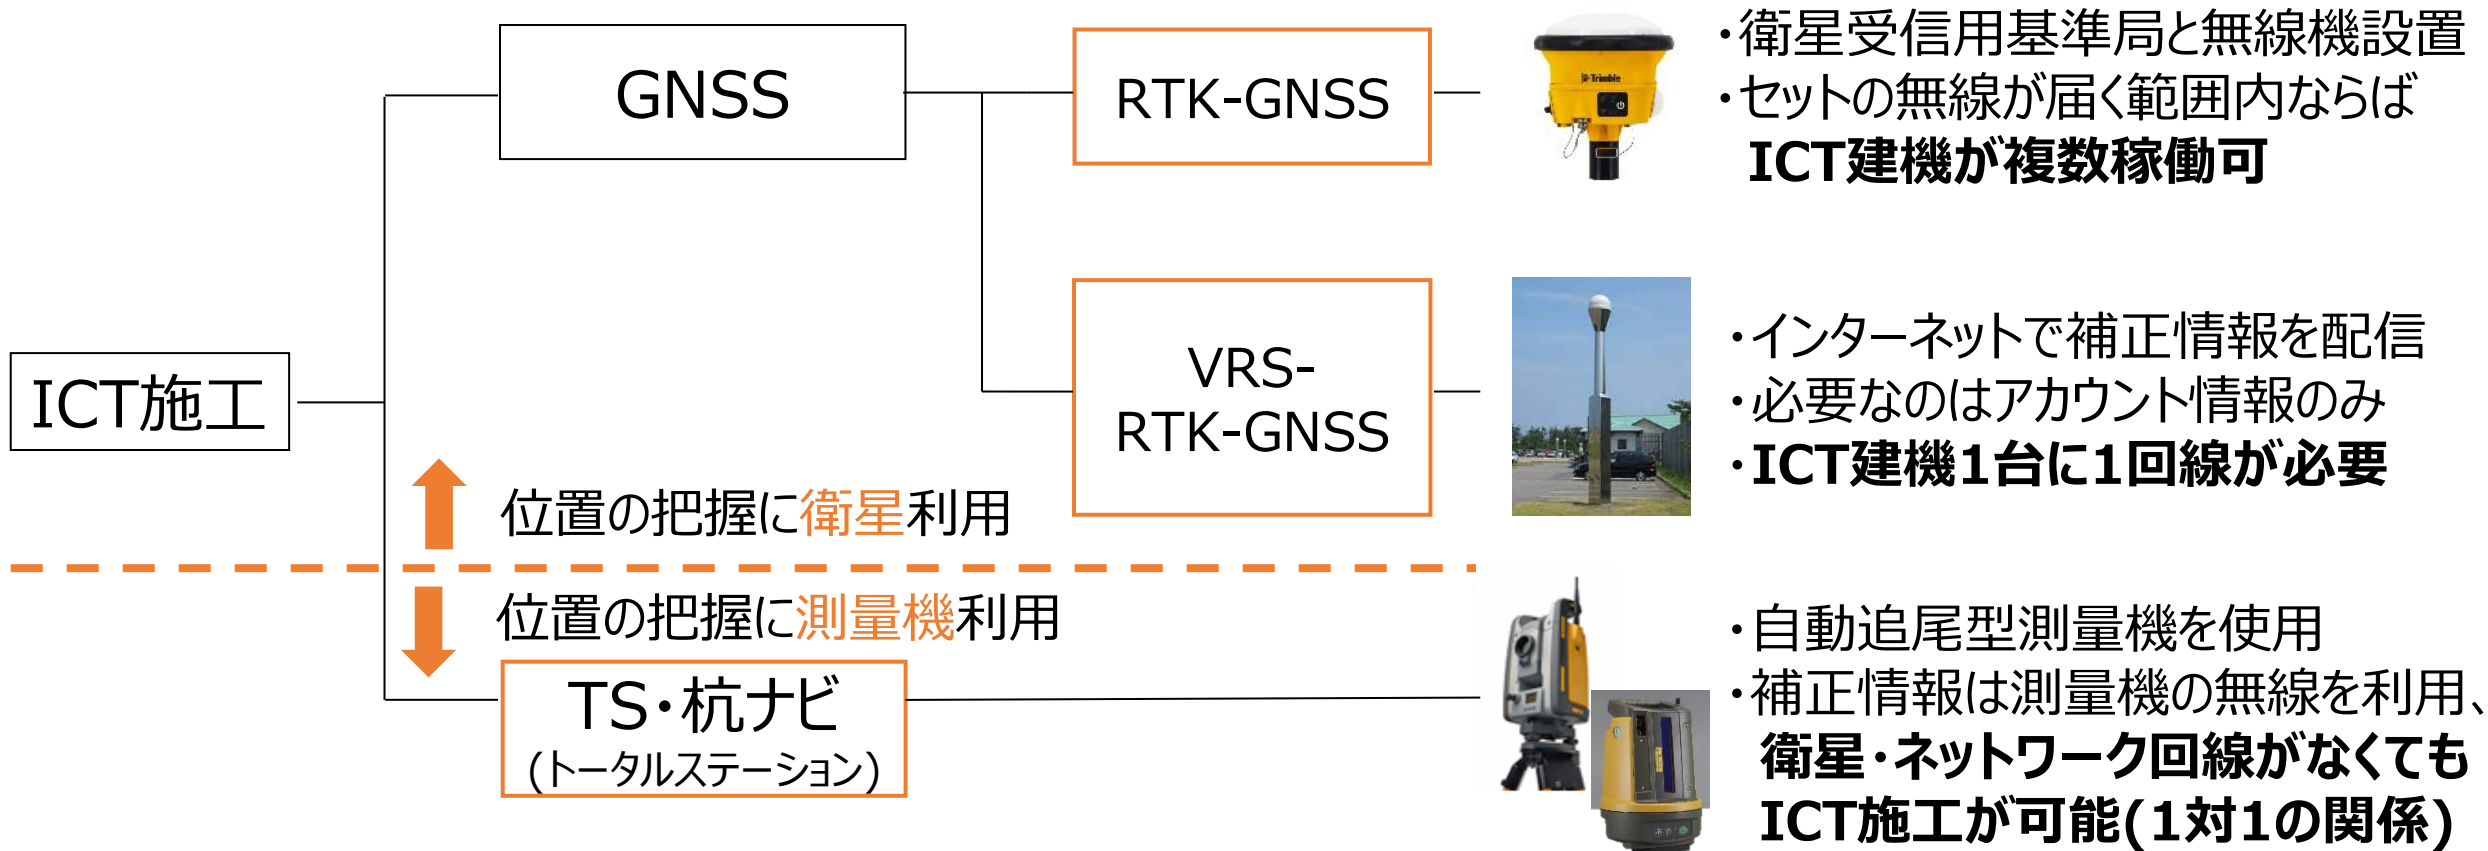 GNSS
RTK-GNSS
Trimble
・衛星受信用基準局と無線機設置
・セットの無線が届く範囲内ならば
ICT建機が複数稼働可
ICT施工
VRS-
RTK-GNSS
・インターネットで補正情報を配信
・必要なのはアカウント情報のみ
・ICT建機1台に1回線が必要
位置の把握に衛星利用
位置の把握に測量機利用
TS・杭ナビ
(トータルステーション)
・自動追尾型測量機を使用
・補正情報は測量機の無線を利用、
衛星・ネットワーク回線がなくても
ICT施工が可能(1対1の関係)